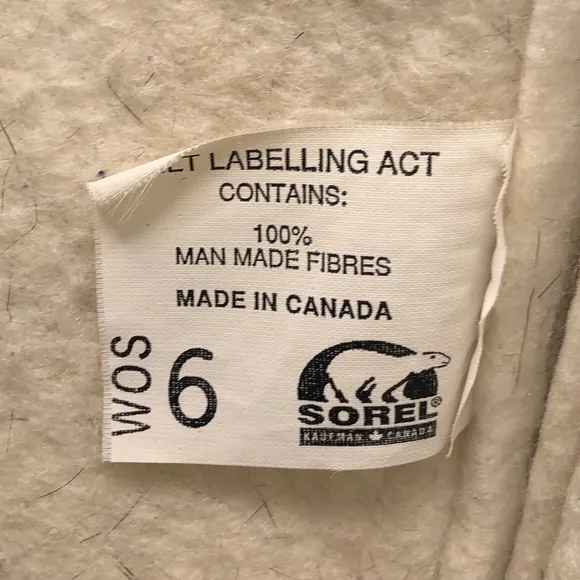 LABELLING ACT
CONTAINS:
100%
MAN MADE FIBRES
MADE IN CANADA
WOS
6
SOREL®
KAUFMAN CANADA